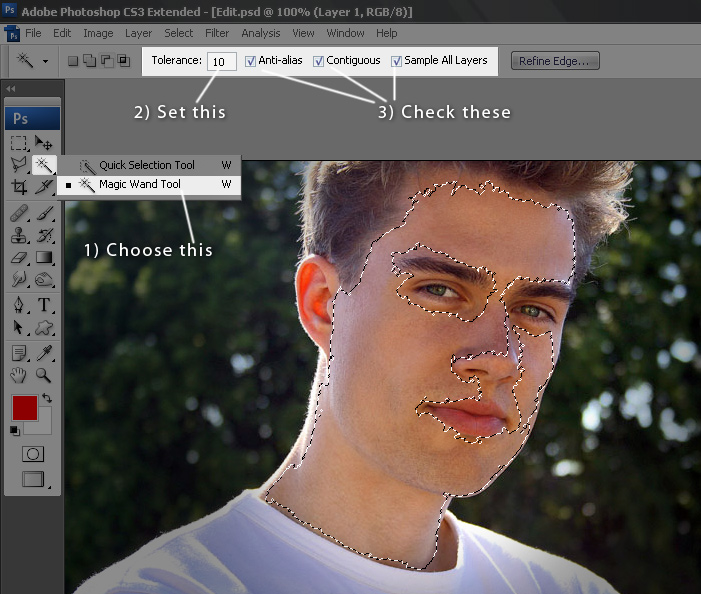 Ps Adobe Photoshop CS3 Extended - [Edit.psd @ 100% (Layer 1, RGB/8)]
Ps File Edit Image Layer Select Filter Analysis View Window Help
Tolerance: 10 Anti-alias Contiguous Sample All Layers Refine Edge...
2) Set this 3) Check these
Ps
Quick Selection Tool W
Magic Wand Tool W
1) Choose this
T